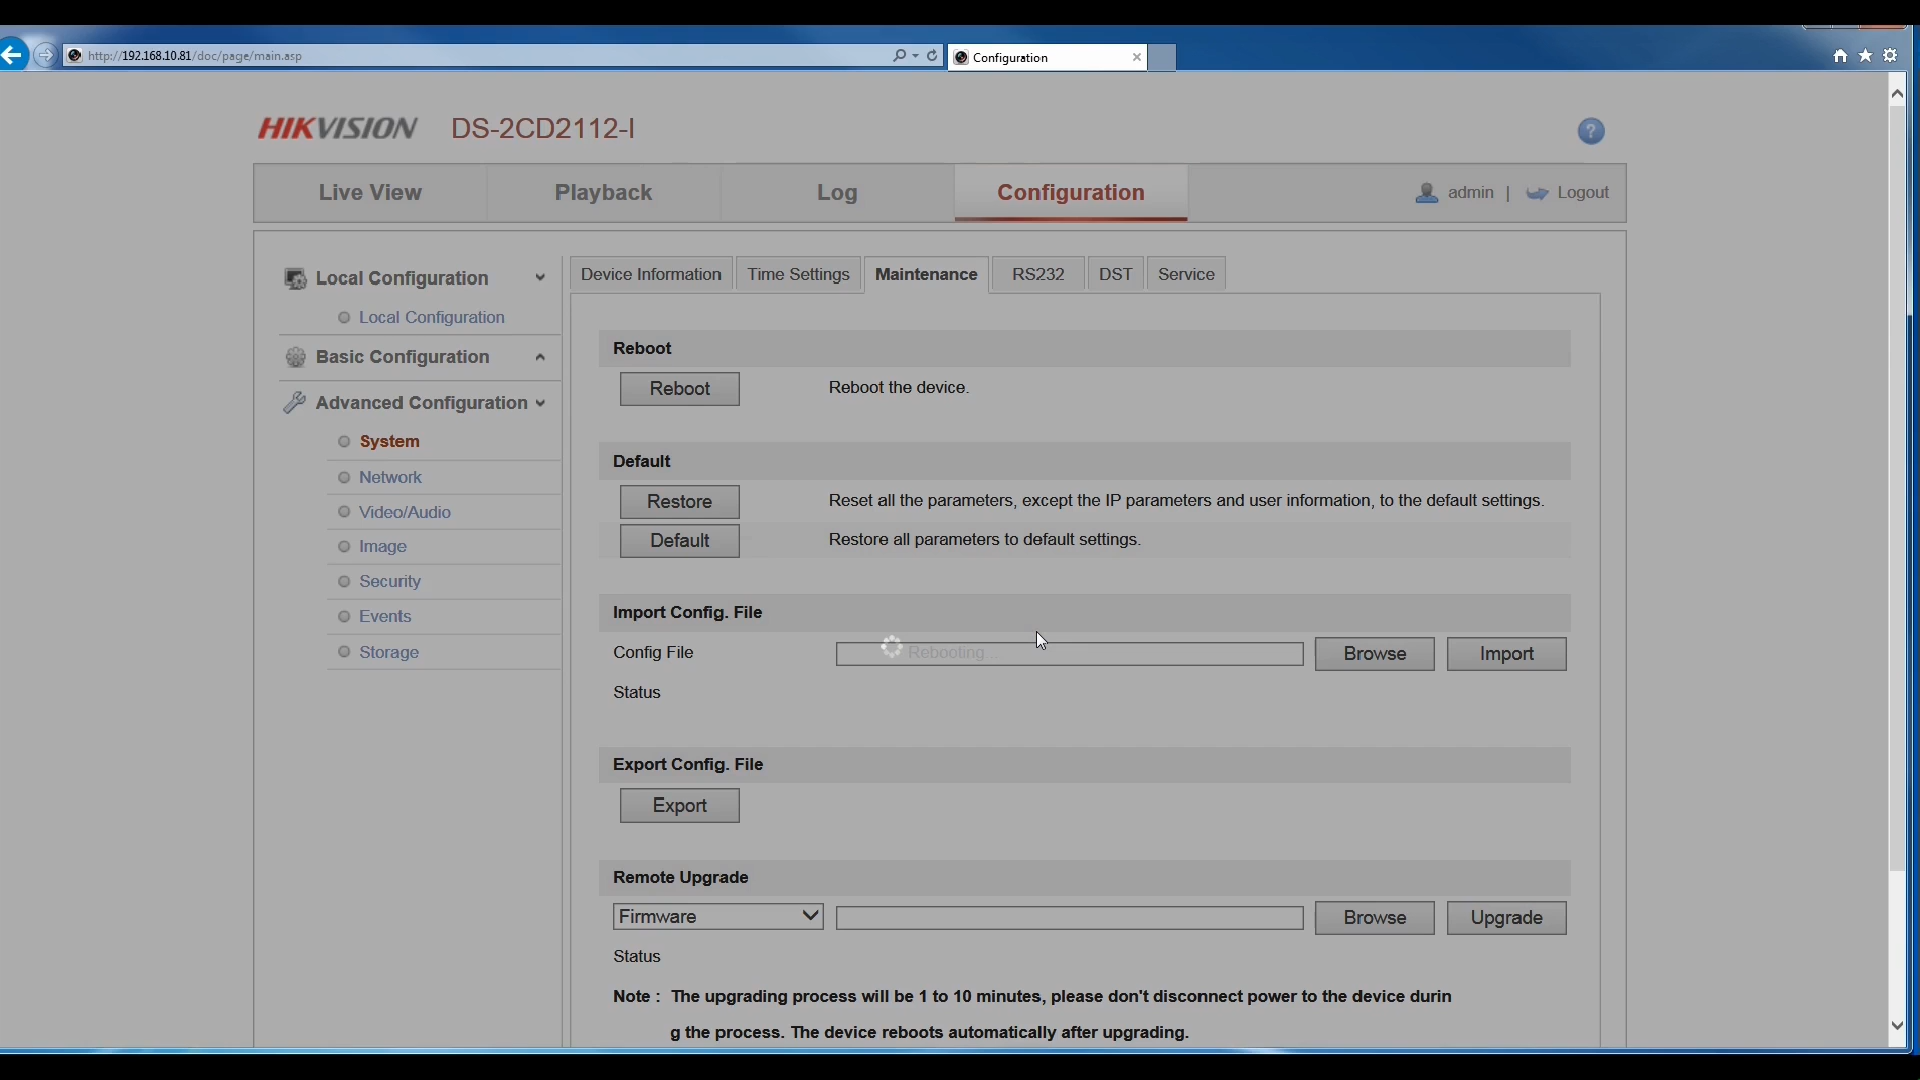 http://192.168.10.81/doc/page/main.asp
Configuration
HIKVISION DS-2CD2112-I
?
Live View Playback Log Configuration admin | Logout
Local Configuration
Local Configuration
Basic Configuration
Advanced Configuration
System
Network
Video/Audio
Image
Security
Events
Storage
Device Information Time Settings Maintenance RS232 DST Service
Reboot
Reboot Reboot the device.
Default
Restore Reset all the parameters, except the IP parameters and user information, to the default settings.
Default Restore all parameters to default settings.
Import Config. File
Config File Rebooting... Browse Import
Status
Export Config. File
Export
Remote Upgrade
Firmware Browse Upgrade
Status
Note : The upgrading process will be 1 to 10 minutes, please don't disconnect power to the device durin
g the process. The device reboots automatically after upgrading.